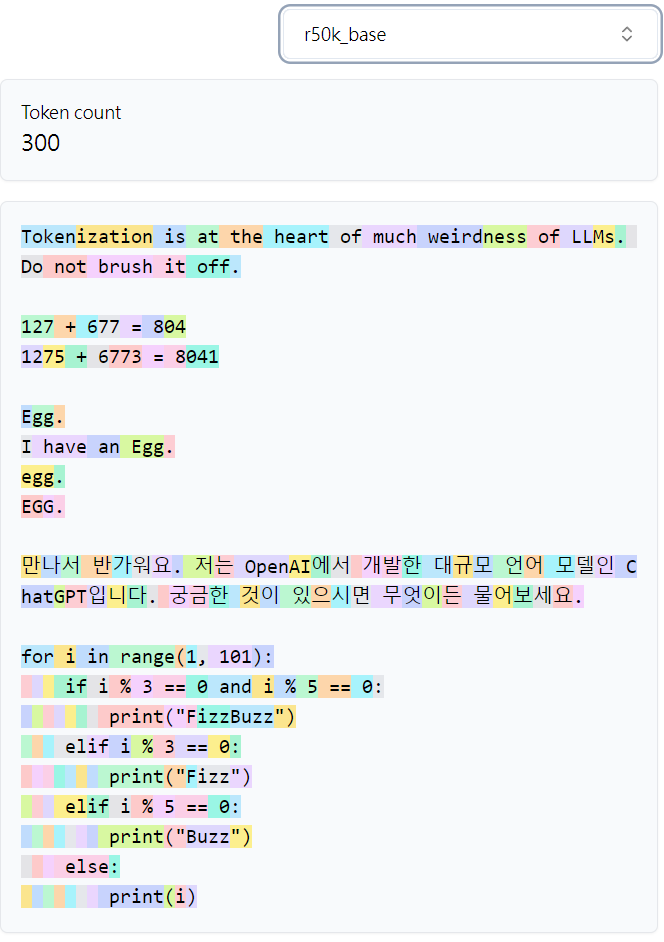 r50k_base
Token count
300
Tokenization is at the heart of much weirdness of LLMs.
Do not brush it off.
127 + 677 = 804
1275 + 6773 = 8041
Egg.
I have an Egg.
egg.
EGG.
만나서 반가워요. 저는 OpenAI에서 개발한 대규모 언어 모델인 C
hatGPT입니다. 궁금한 것이 있으시면 무엇이든 물어보세요.
for i in range(1, 101):
    if i % 3 == 0 and i % 5 == 0:
        print("FizzBuzz")
    elif i % 3 == 0:
        print("Fizz")
    elif i % 5 == 0:
        print("Buzz")
    else:
        print(i)